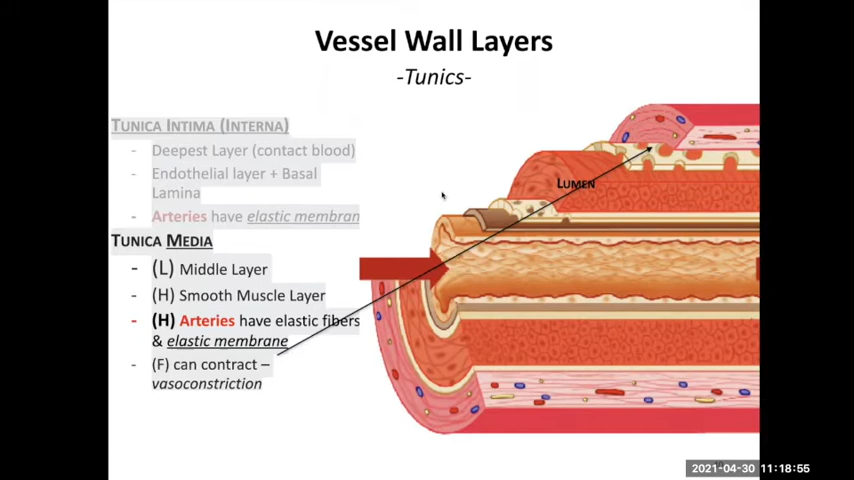 Vessel Wall Layers
-Tunics-
TUNICA INTIMA (INTERNA)
- Deepest Layer (contact blood)
- Endothelial layer + Basal
Lamina
- Arteries have elastic membran
TUNICA MEDIA
- (L) Middle Layer
- (H) Smooth Muscle Layer
- (H) Arteries have elastic fibers
& elastic membrane
- (F) can contract –
vasoconstriction
LUMEN
2021-04-30 11:18:55